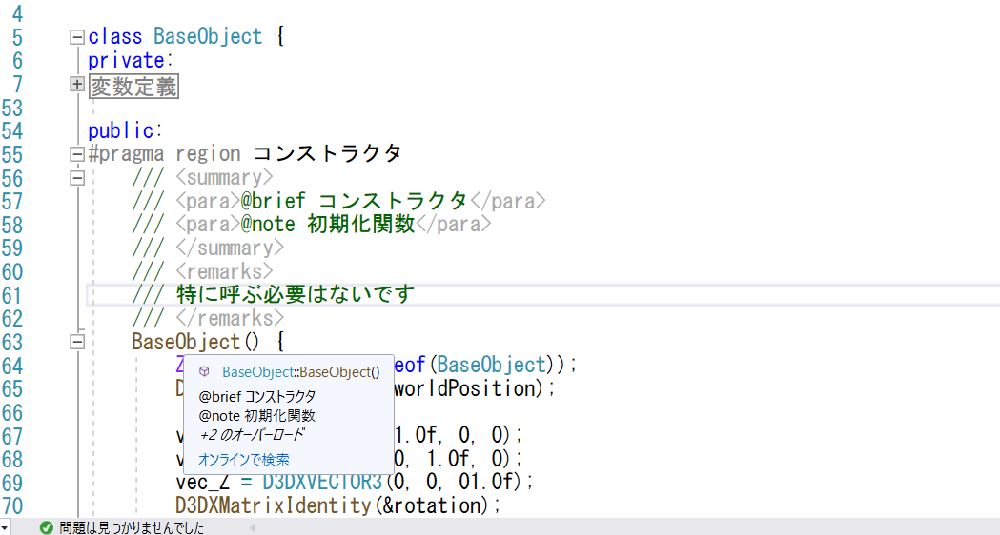 4
5 class BaseObject {
6 private:
7 変数定義
53
54 public:
55 #pragma region コンストラクタ
56 /// <summary>
57 /// <para>@brief コンストラクタ</para>
58 /// <para>@note 初期化関数</para>
59 /// </summary>
60 /// <remarks>
61 /// 特に呼ぶ必要はないです
62 /// </remarks>
63 BaseObject() {
64 Z eof(BaseObject));
BaseObject::BaseObject()
65 D worldPosition);
@brief コンストラクタ
66
@note 初期化関数
67 v 1.0f, 0, 0);
+2 のオーバーロード
68 v 0, 1.0f, 0);
オンラインで検索
69 vec_Z = D3DXVECTOR3(0, 0, 01.0f);
70 D3DXMatrixIdentity(&rotation);
問題は見つかりませんでした